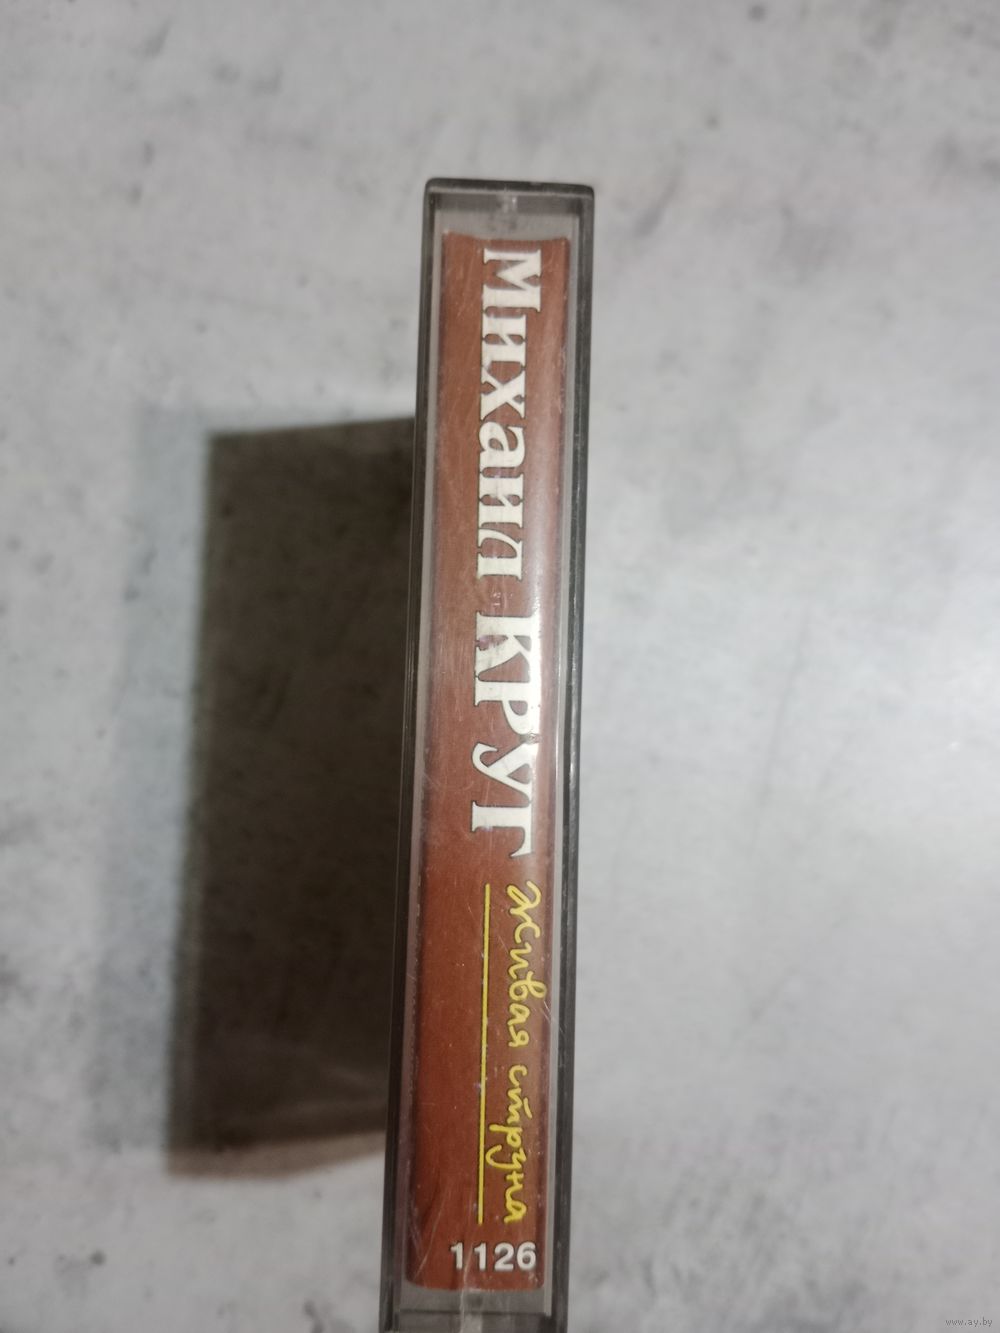 Михаил КРУГ
живая струна
1126
www.ay.by